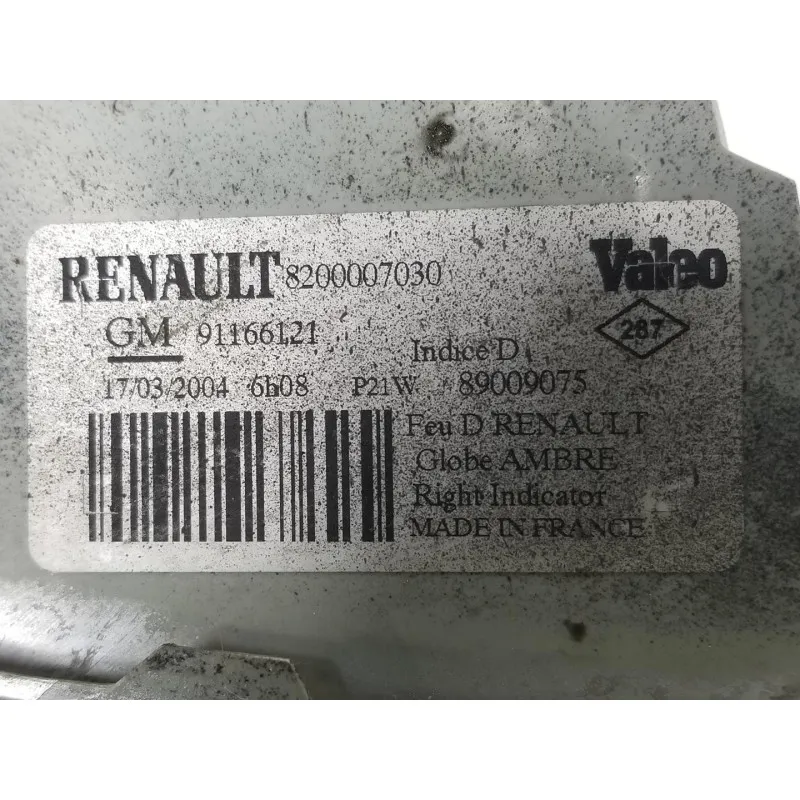 RENAULT 8200007030 Valeo
GM 91166121 Indice D 287
17/03/2004 6h08 P21W 89009075
Feu D RENAULT
Globe AMBRE
Right Indicator
MADE IN FRANCE